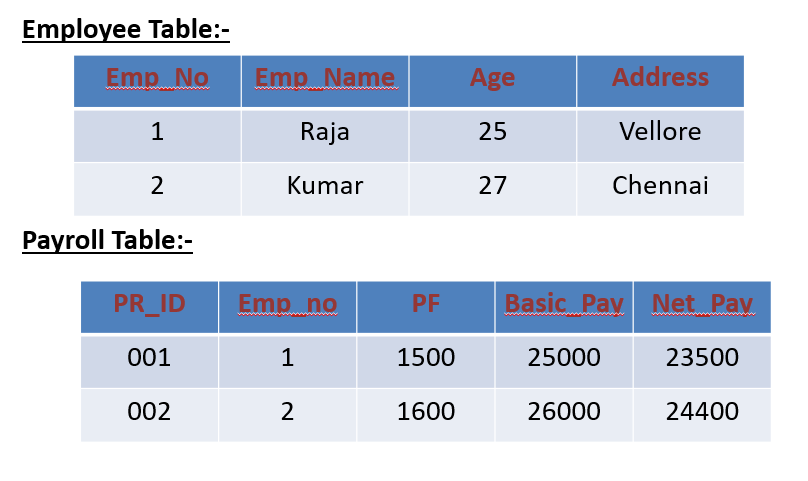 Employee Table:-
Emp_No Emp_Name Age Address
1 Raja 25 Vellore
2 Kumar 27 Chennai
Payroll Table:-
PR_ID Emp_no PF Basic_Pay Net_Pay
001 1 1500 25000 23500
002 2 1600 26000 24400